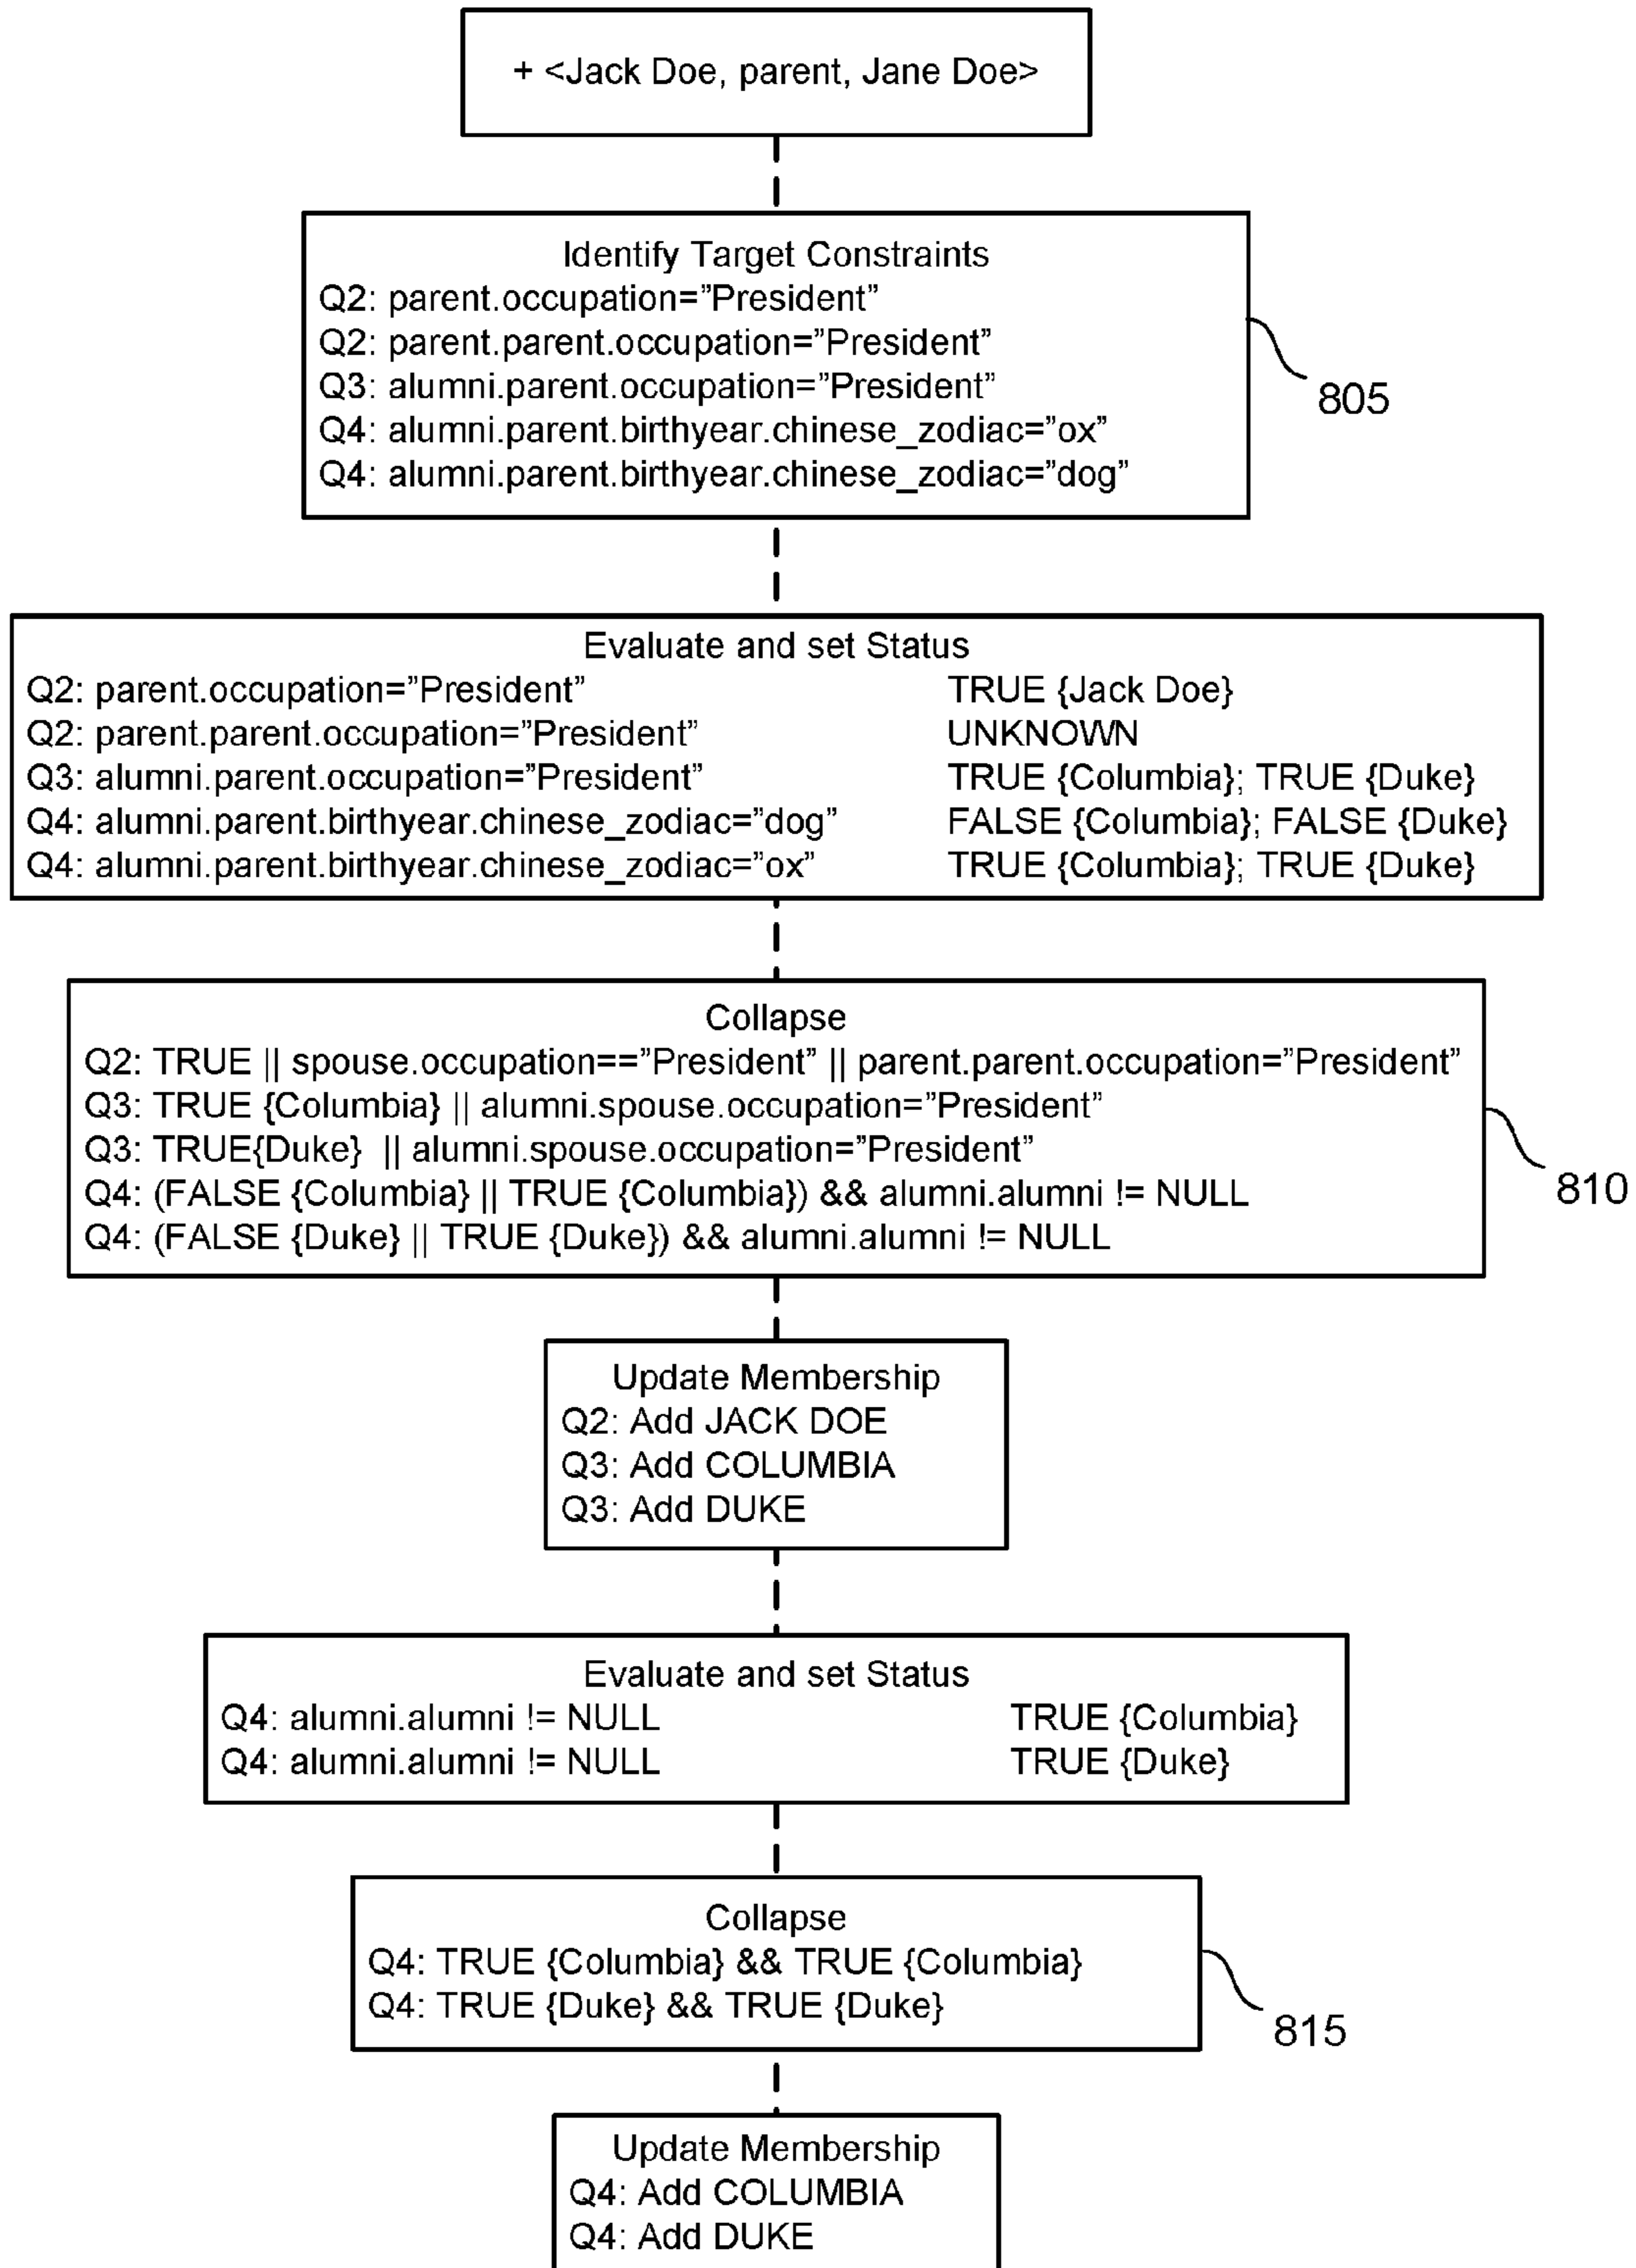 + <Jack Doe, parent, Jane Doe>
Identify Target Constraints
Q2: parent.occupation=”President”
Q2: parent.parent.occupation=”President”
Q3: alumni.parent.occupation=”President”
Q4: alumni.parent.birthyear.chinese_zodiac=”ox”
Q4: alumni.parent.birthyear.chinese_zodiac=”dog”
805
Evaluate and set Status
Q2: parent.occupation=”President” TRUE {Jack Doe}
Q2: parent.parent.occupation=”President” UNKNOWN
Q3: alumni.parent.occupation=”President” TRUE {Columbia}; TRUE {Duke}
Q4: alumni.parent.birthyear.chinese_zodiac=”dog” FALSE {Columbia}; FALSE {Duke}
Q4: alumni.parent.birthyear.chinese_zodiac=”ox” TRUE {Columbia}; TRUE {Duke}
Collapse
Q2: TRUE || spouse.occupation==”President” || parent.parent.occupation=”President”
Q3: TRUE {Columbia} || alumni.spouse.occupation=”President”
Q3: TRUE{Duke} || alumni.spouse.occupation=”President”
Q4: (FALSE {Columbia} || TRUE {Columbia}) && alumni.alumni != NULL
Q4: (FALSE {Duke} || TRUE {Duke}) && alumni.alumni != NULL
810
Update Membership
Q2: Add JACK DOE
Q3: Add COLUMBIA
Q3: Add DUKE
Evaluate and set Status
Q4: alumni.alumni != NULL TRUE {Columbia}
Q4: alumni.alumni != NULL TRUE {Duke}
Collapse
Q4: TRUE {Columbia} && TRUE {Columbia}
Q4: TRUE {Duke} && TRUE {Duke}
815
Update Membership
Q4: Add COLUMBIA
Q4: Add DUKE